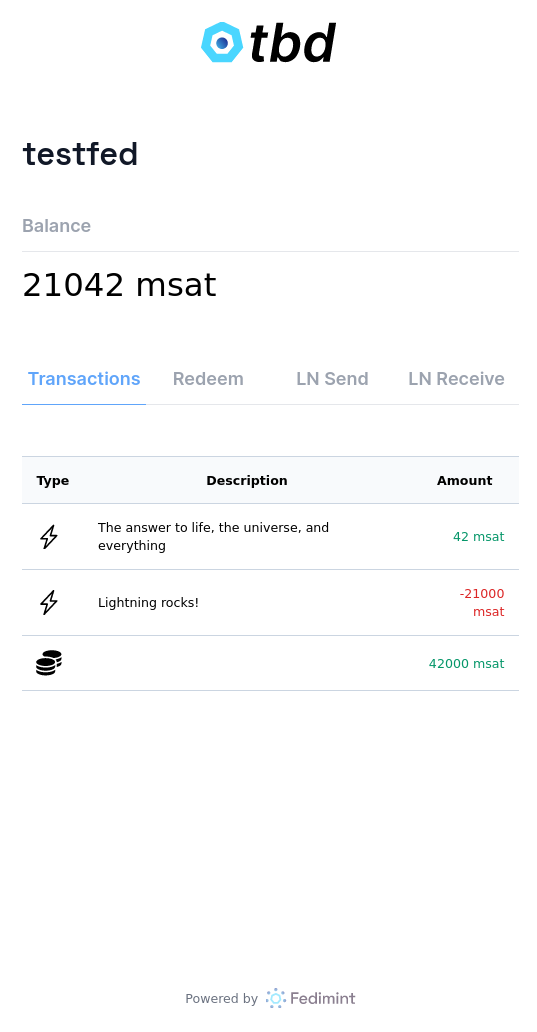 tbd
testfed
Balance
21042 msat
Transactions Redeem LN Send LN Receive
Type Description Amount
The answer to life, the universe, and
everything
42 msat
Lightning rocks!
-21000
msat
42000 msat
Powered by Fedimint